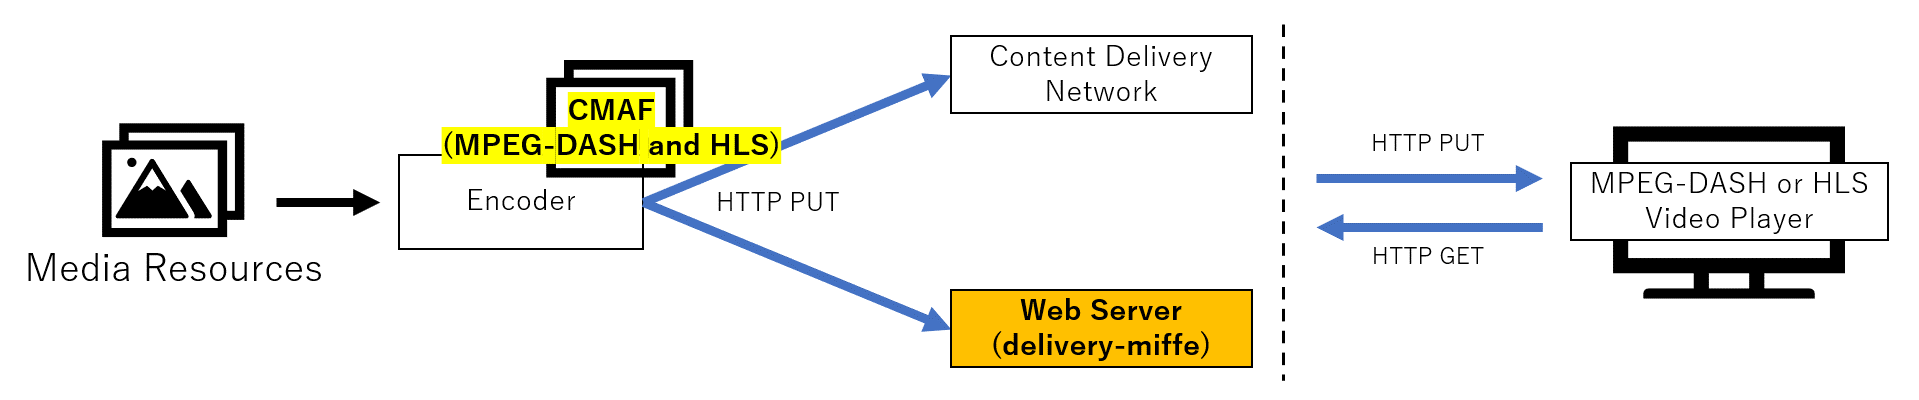 Media Resources
CMAF
(MPEG-DASH and HLS)
Encoder
HTTP PUT
Content Delivery
Network
Web Server
(delivery-miffe)
HTTP PUT
HTTP GET
MPEG-DASH or HLS
Video Player